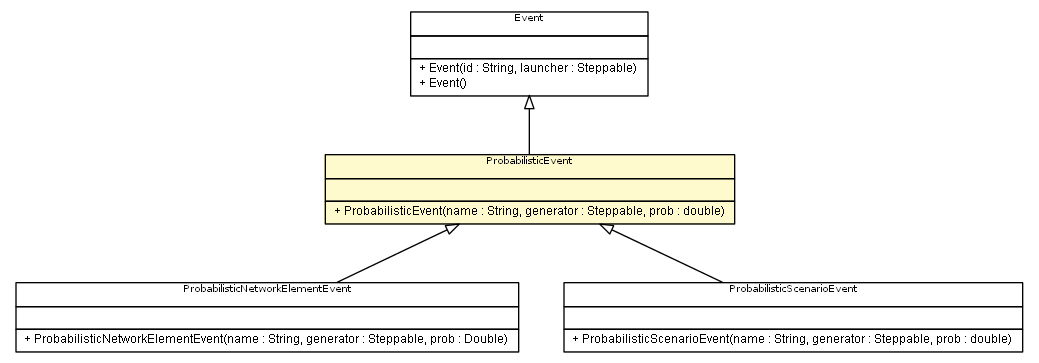 Event
+ Event(id : String, launcher : Steppable)
+ Event()
ProbabilisticEvent
+ ProbabilisticEvent(name : String, generator : Steppable, prob : double)
ProbabilisticNetworkElementEvent
+ ProbabilisticNetworkElementEvent(name : String, generator : Steppable, prob : Double)
ProbabilisticScenarioEvent
+ ProbabilisticScenarioEvent(name : String, generator : Steppable, prob : double)